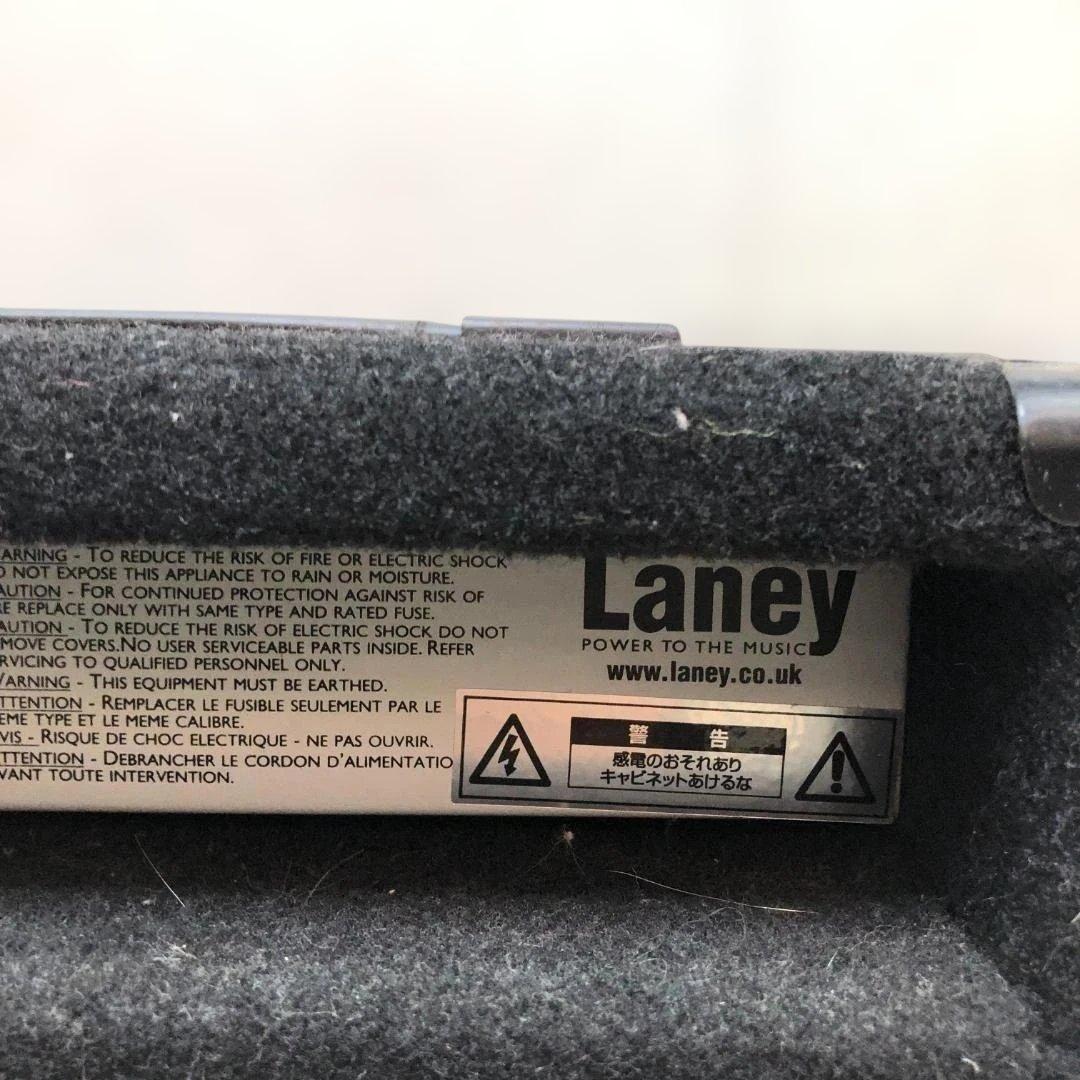 ARNING - TO REDUCE THE RISK OF FIRE OR ELECTRIC SHOCK
O NOT EXPOSE THIS APPLIANCE TO RAIN OR MOISTURE.
AUTION - FOR CONTINUED PROTECTION AGAINST RISK OF
RE REPLACE ONLY WITH SAME TYPE AND RATED FUSE.
AUTION - TO REDUCE THE RISK OF ELECTRIC SHOCK DO NOT
MOVE COVERS.NO USER SERVICEABLE PARTS INSIDE. REFER
RVICING TO QUALIFIED PERSONNEL ONLY.
ARNING - THIS EQUIPMENT MUST BE EARTHED.
TTENTION - REMPLACER LE FUSIBLE SEULEMENT PAR LE
EME TYPE ET LE MEME CALIBRE.
VIS - RISQUE DE CHOC ELECTRIQUE - NE PAS OUVRIR.
TTENTION - DEBRANCHER LE CORDON D'ALIMENTATIO
VANT TOUTE INTERVENTION.
Laney
POWER TO THE MUSIC
www.laney.co.uk
警告
感電のおそれあり
キャビネットあけるな